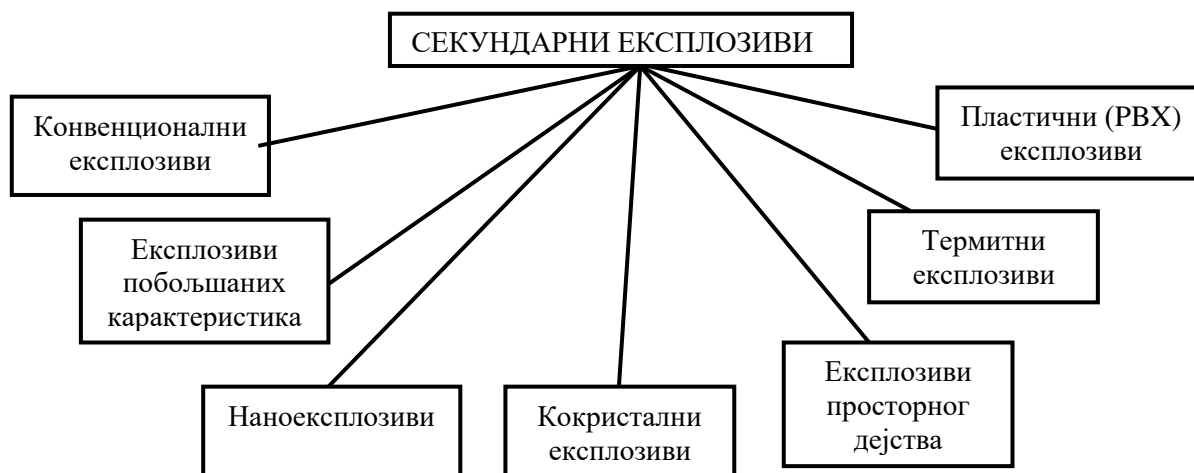 СЕКУНДАРНИ ЕКСПЛОЗИВИ
Конвенционални
експлозиви
Пластични (PBX)
експлозиви
Експлозиви
побољшаних
карактеристика
Термитни
експлозиви
Наноексплозиви
Кокристални
експлозиви
Експлозиви
просторног
дејства